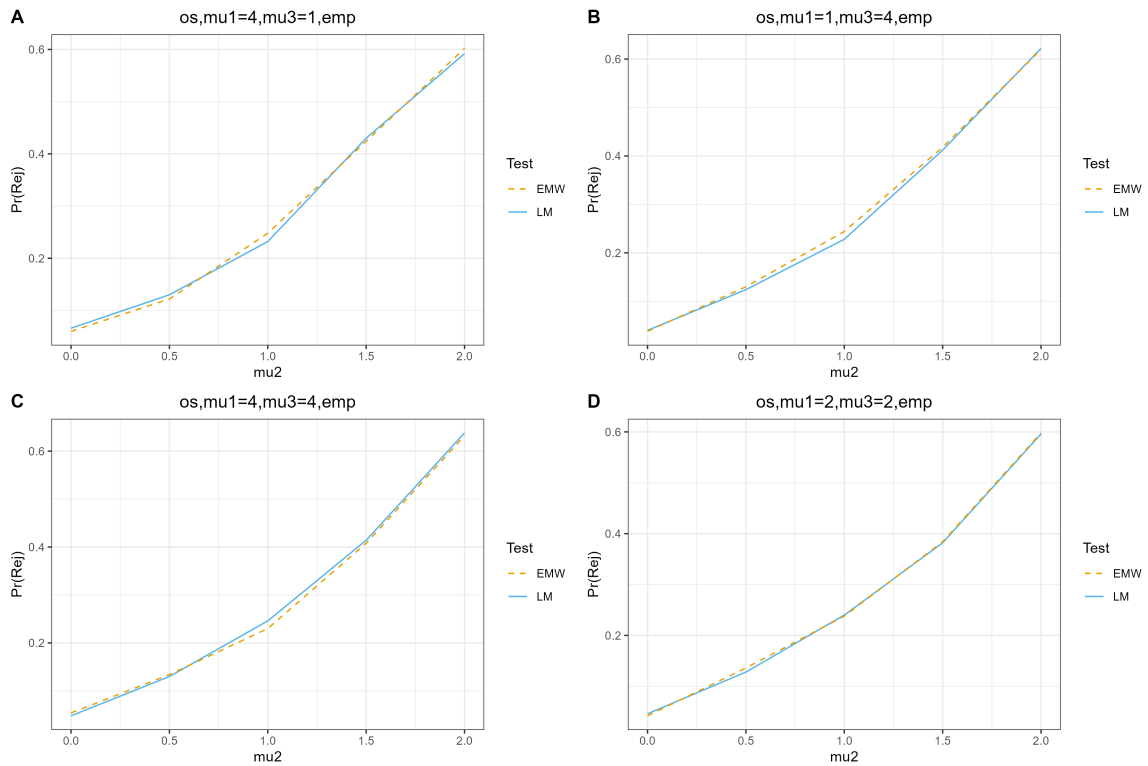 A
os,mu1=4,mu3=1,emp
Pr(Rej)
0.6
0.4
0.2
0.0 0.5 1.0 1.5 2.0
mu2
Test
EMW
LM
B
os,mu1=1,mu3=4,emp
Pr(Rej)
0.6
0.4
0.2
0.0 0.5 1.0 1.5 2.0
mu2
Test
EMW
LM
C
os,mu1=4,mu3=4,emp
Pr(Rej)
0.6
0.4
0.2
0.0 0.5 1.0 1.5 2.0
mu2
Test
EMW
LM
D
os,mu1=2,mu3=2,emp
Pr(Rej)
0.6
0.4
0.2
0.0 0.5 1.0 1.5 2.0
mu2
Test
EMW
LM